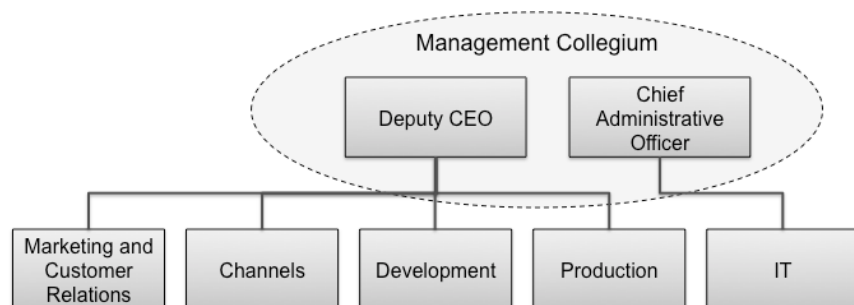 Management Collegium
Deputy CEO
Chief
Administrative
Officer
Marketing and
Customer
Relations
Channels
Development
Production
IT